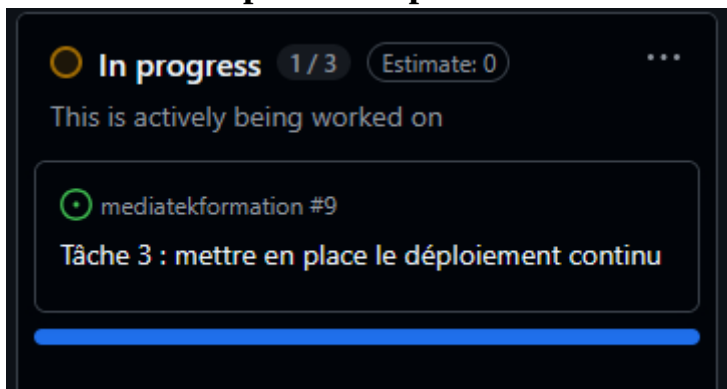 In progress 1 / 3 Estimate: 0 ...
This is actively being worked on
mediatekformation #9
Tâche 3 : mettre en place le déploiement continu